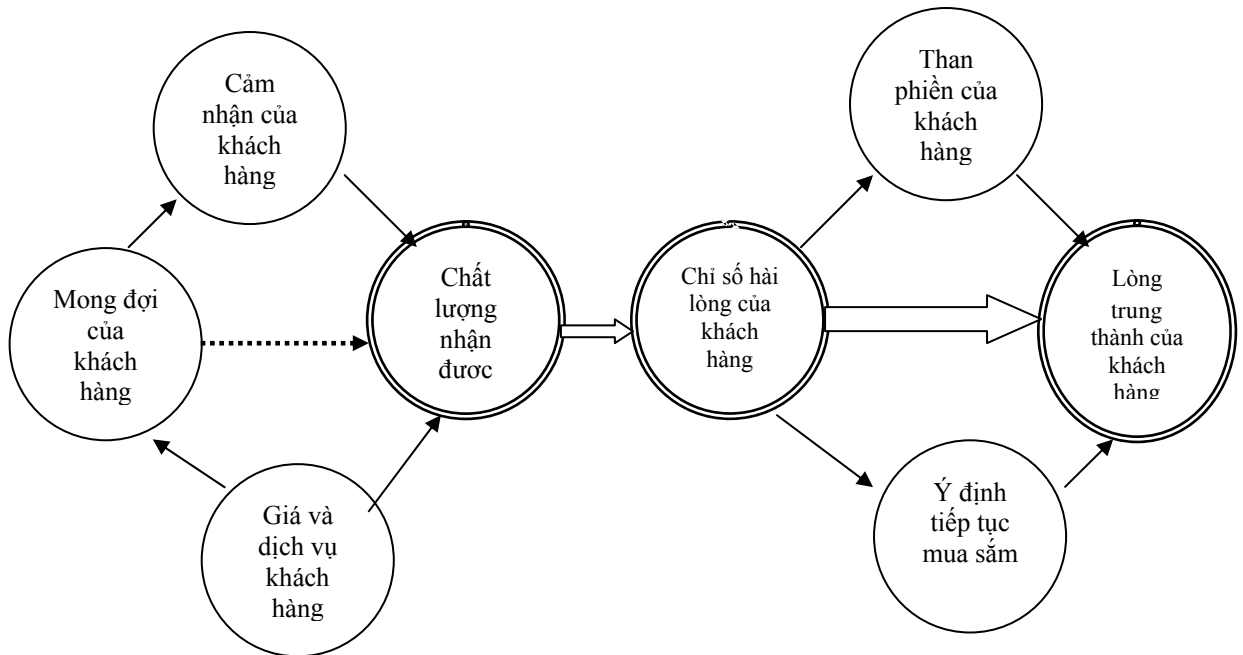 Cảm
nhận của
khách
hàng
Than
phiền của
khách
hàng
Mong đợi
của
khách
hàng
Chất
lượng
nhận
đươc
Chỉ số hài
lòng của
khách
hàng
Lòng
trung
thành của
khách
hàng
Giá và
dịch vụ
khách
hàng
Ý định
tiếp tục
mua sắm